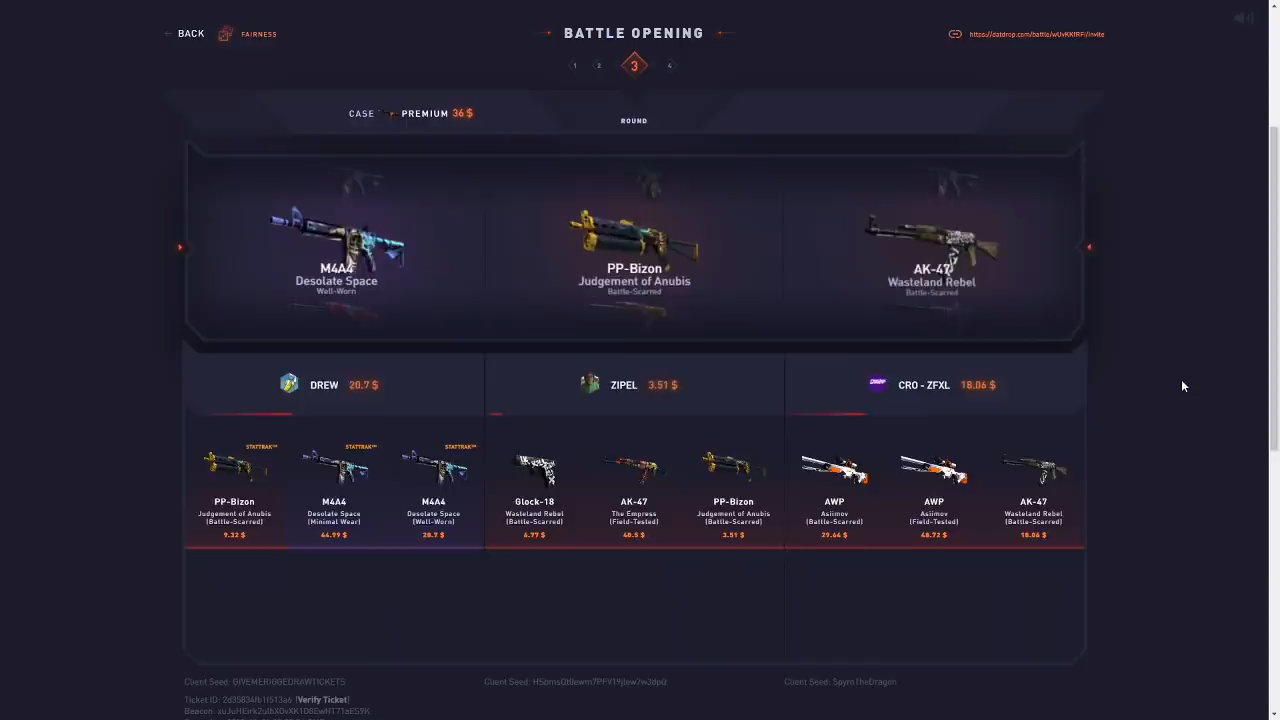 ← BACK
FAIRNESS
BATTLE OPENING
1 2 3 4
CASE PREMIUM 36 $
ROUND
M4A4
Desolate Space
Well-Worn
PP-Bizon
Judgement of Anubis
Battle-Scarred
AK-47
Wasteland Rebel
Battle-Scarred
DREW 20.7 $
ZIPEL 3.51 $
CRO - ZFXL 18.06 $
STATTRAK™
PP-Bizon
Judgement of Anubis
(Battle-Scarred)
9.32 $
STATTRAK™
M4A4
Desolate Space
(Minimal Wear)
44.99 $
STATTRAK™
M4A4
Desolate Space
(Well-Worn)
20.7 $
Glock-18
Wasteland Rebel
(Battle-Scarred)
6.77 $
AK-47
The Empress
(Field-Tested)
40.5 $
PP-Bizon
Judgement of Anubis
(Battle-Scarred)
3.51 $
AWP
Asiimov
(Battle-Scarred)
29.64 $
AWP
Asiimov
(Field-Tested)
48.72 $
AK-47
Wasteland Rebel
(Battle-Scarred)
18.06 $
Client Seed: GIVEMERIGGEDRAWTICKETS
Client Seed:
Client Seed: SpyroTheDragon
Ticket ID: (Verify Ticket)
Beacon: